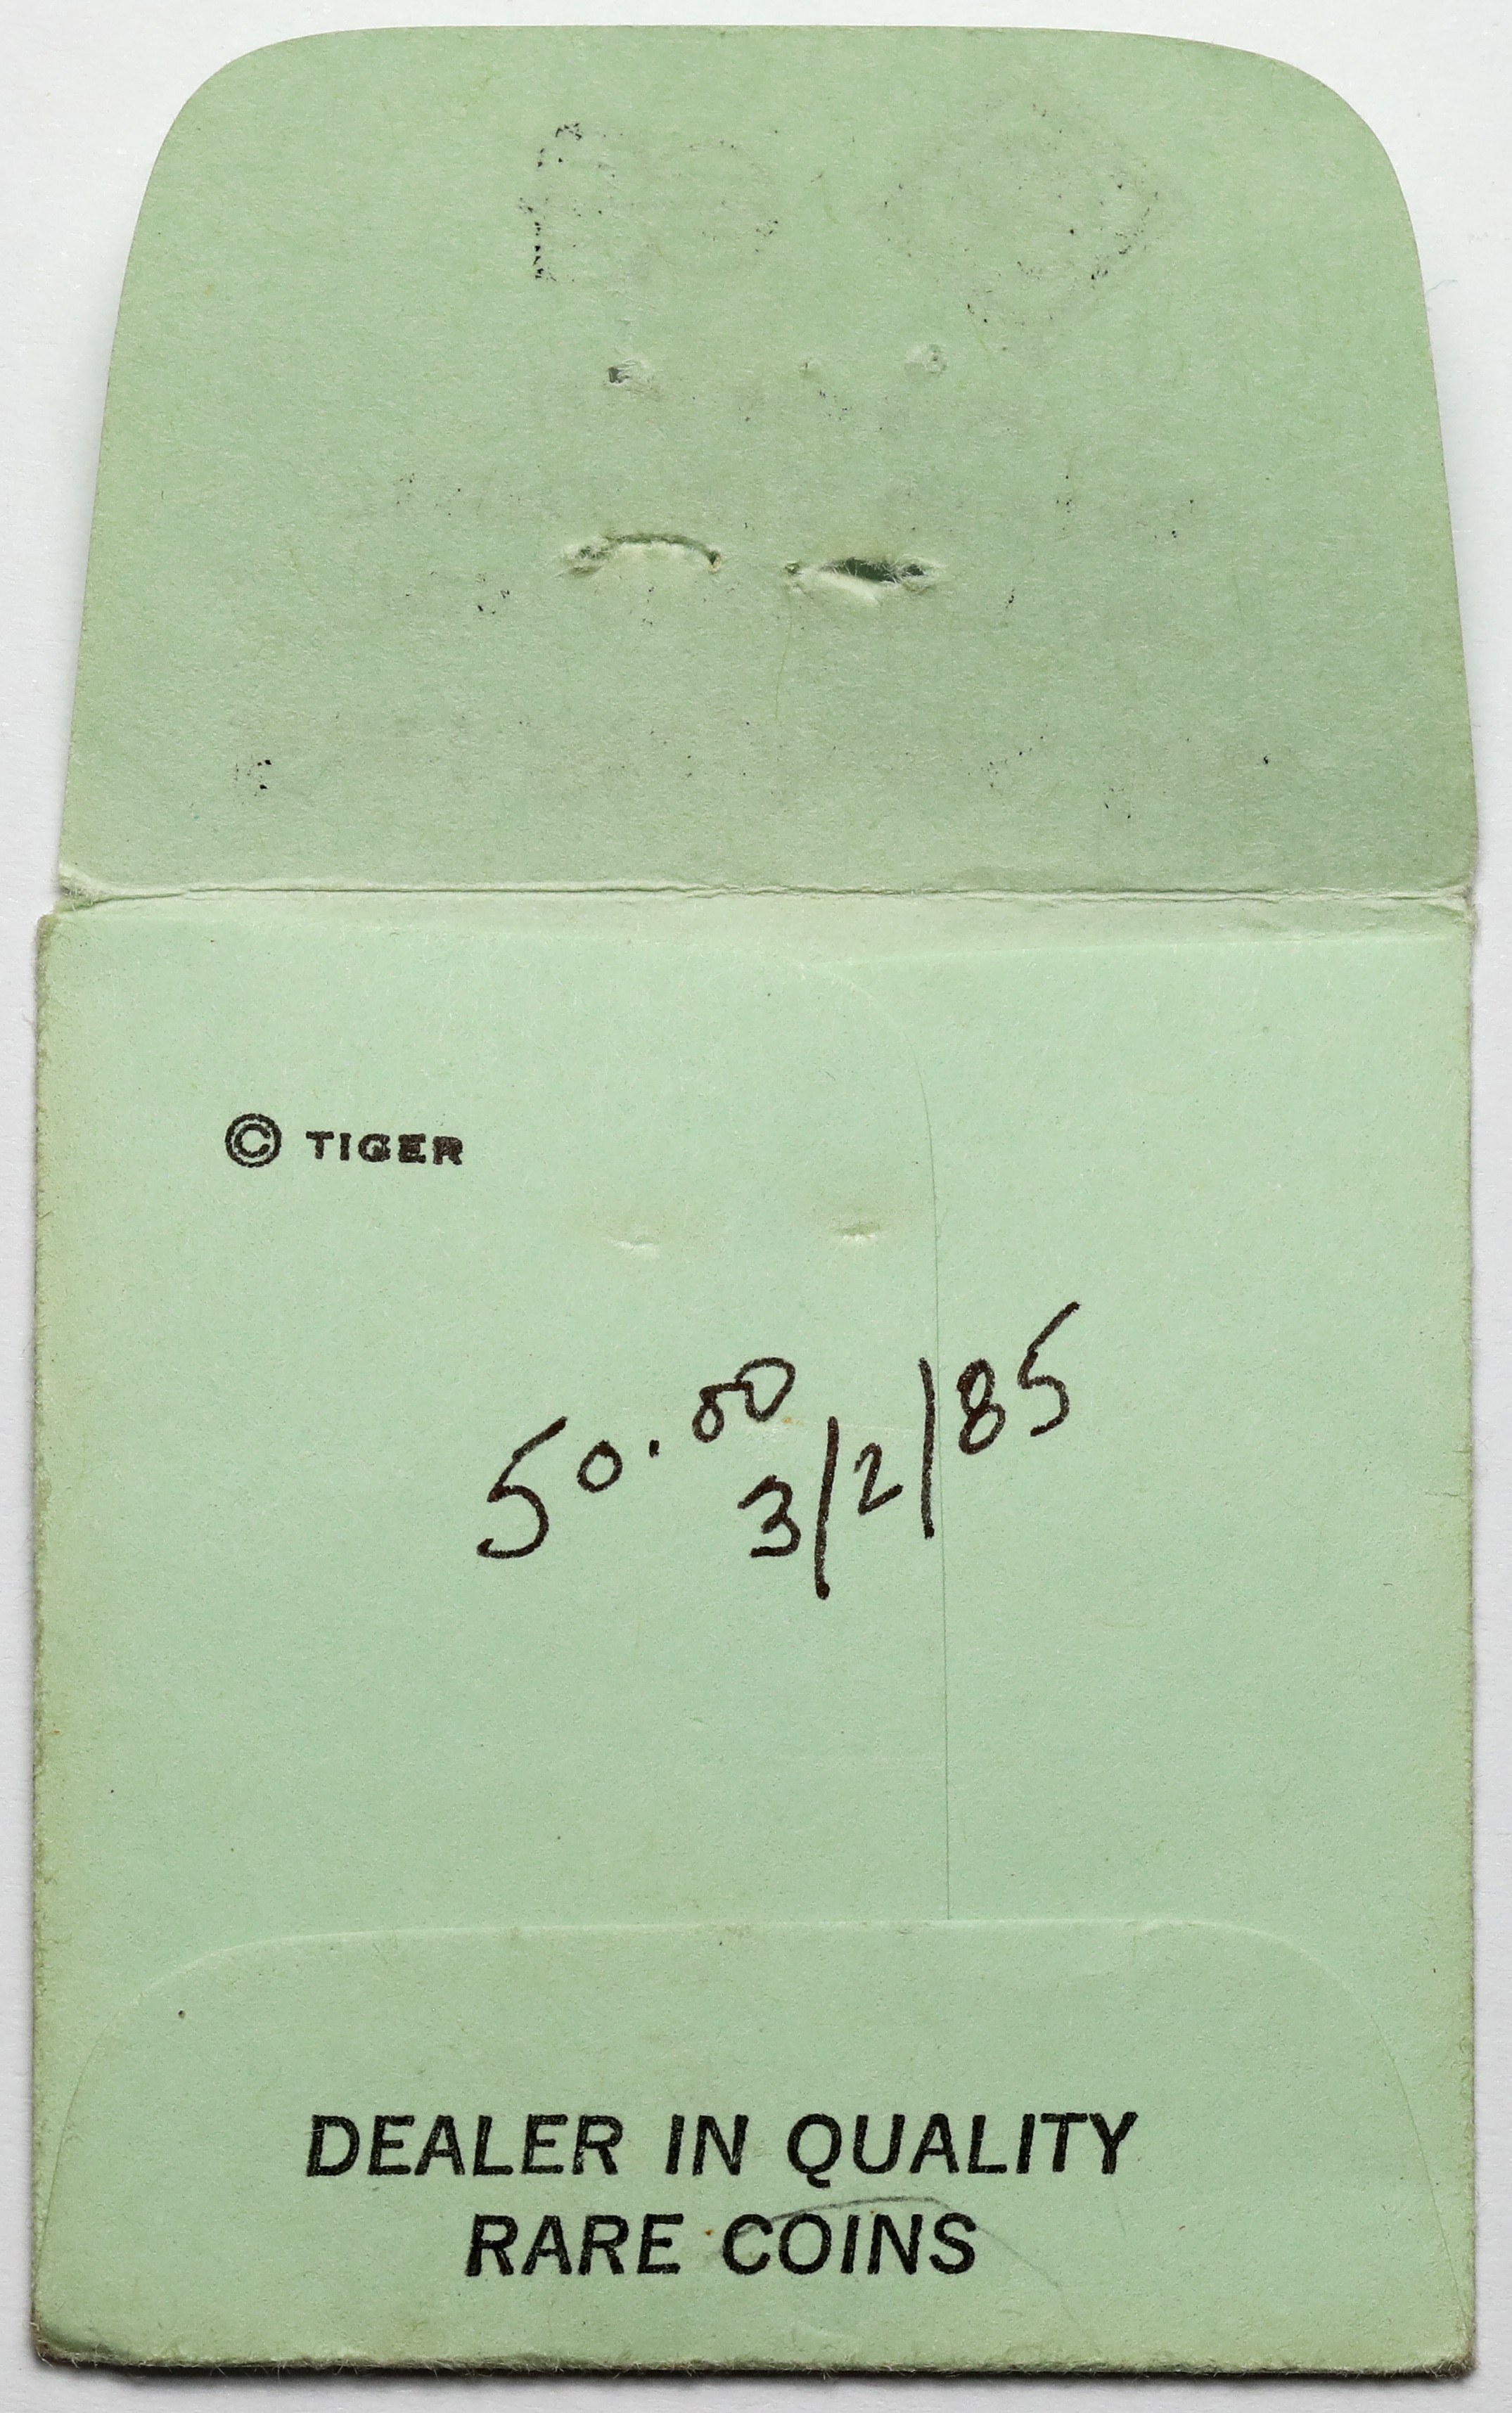 © TIGER
50.00
3/2/85
DEALER IN QUALITY
RARE COINS